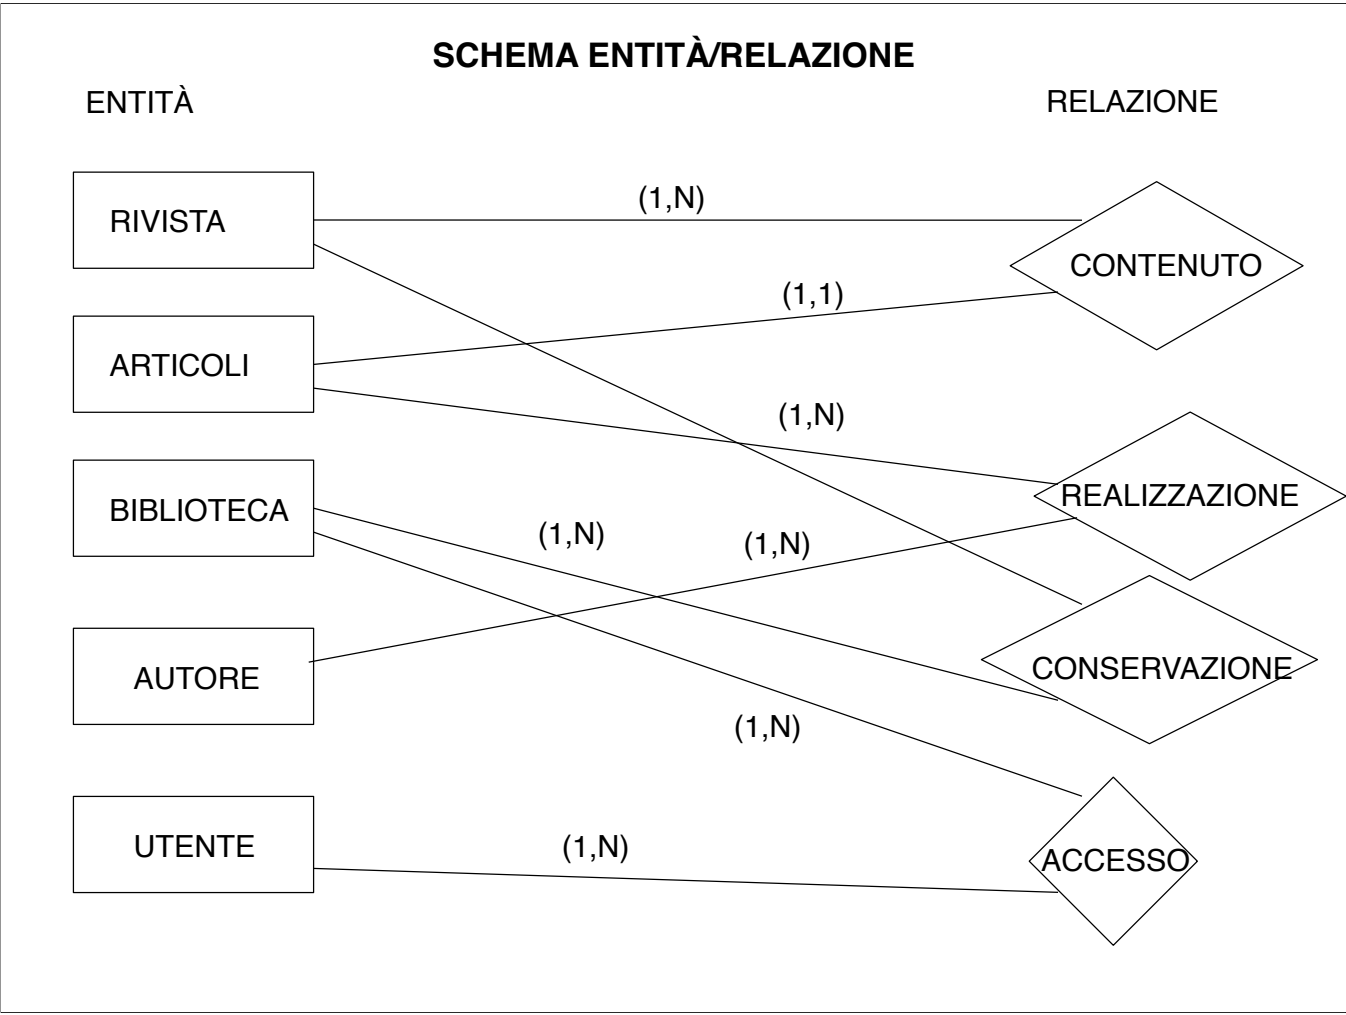 SCHEMA ENTITÀ/RELAZIONE
ENTITÀ
RELAZIONE
RIVISTA
(1,N)
CONTENUTO
(1,1)
ARTICOLI
(1,N)
REALIZZAZIONE
BIBLIOTECA
(1,N)
(1,N)
CONSERVAZIONE
AUTORE
(1,N)
UTENTE
(1,N)
ACCESSO